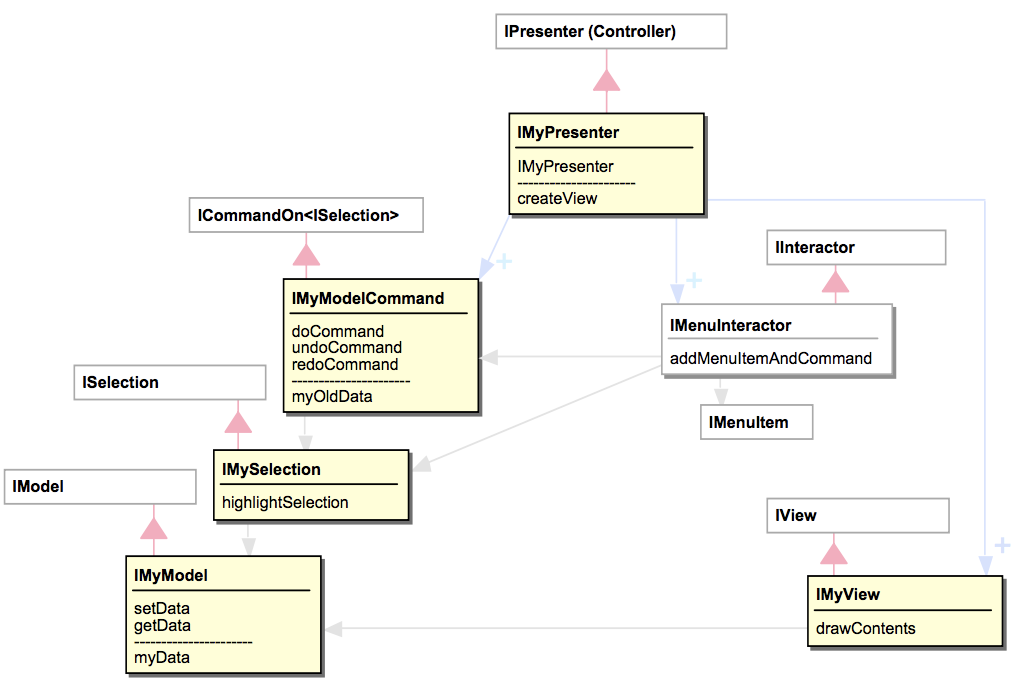 IPresenter (Controller)
IMyPresenter
IMyPresenter
----------------------
createView
ICommandOn<ISelection>
+
IInteractor
+
IMyModelCommand
doCommand
undoCommand
redoCommand
----------------------
myOldData
IMenuInteractor
addMenuItemAndCommand
ISelection
IMenuItem
IMySelection
highlightSelection
IModel
IView
+
IMyModel
setData
getData
----------------------
myData
IMyView
drawContents